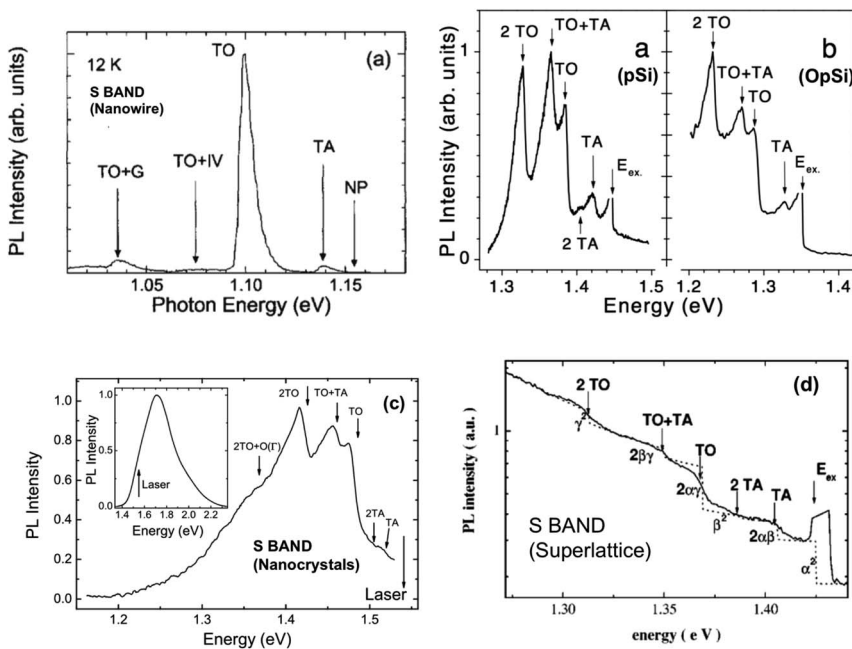 (a)
12 K
S BAND
(Nanowire)
TO
TO+G
TO+IV
TA
NP
PL Intensity (arb. units)
1.05
1.10
1.15
Photon Energy (eV)
a
(pSi)
2 TO
TO+TA
TO
TA
E ex.
2 TA
PL Intensity (arb. units)
1
0
1.3
1.4
1.5
b
(OpSi)
2 TO
TO+TA
TO
TA
E ex.
1.2
1.3
1.4
Energy (eV)
(c)
PL Intensity
1.0
0.8
0.6
0.4
0.2
0.0
1.0
0.5
0.0
PL Intensity
Laser
1.4 1.6 1.8 2.0 2.2
Energy (eV)
2TO
TO+TA
TO
2TO+O(Γ)
2TA
TA
S BAND
(Nanocrystals)
Laser
1.2
1.3
1.4
1.5
Energy (eV)
(d)
PL intensity ( a.u. )
1
2 TO
γ²
TO+TA
2βγ
TO
2αγ
2 TA
β²
TA
2αβ
E ex
α²
S BAND
(Superlattice)
1.30
1.35
1.40
energy ( e V )